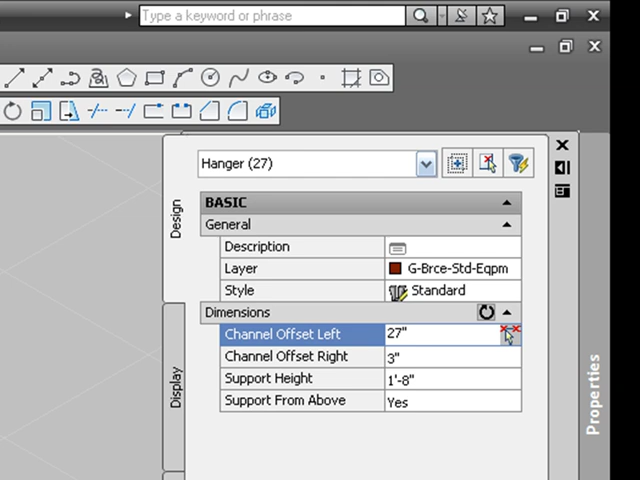 Type a keyword or phrase
Hanger (27)
BASIC
General
Description
Layer G-Brce-Std-Eqpm
Style Standard
Dimensions
Channel Offset Left 27"
Channel Offset Right 3"
Support Height 1'-8"
Support From Above Yes
Design
Display
Properties